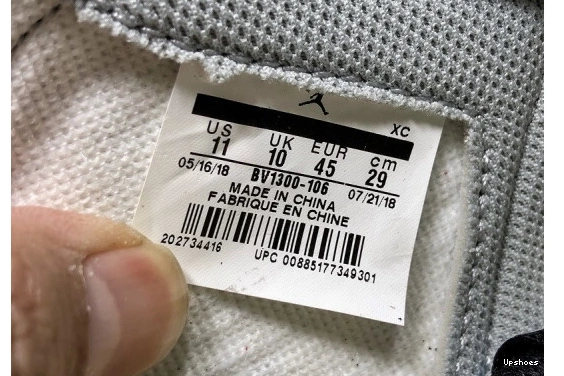 XC
US UK EUR cm
11 10 45 29
05/16/18 BV1300-106 07/21/18
MADE IN CHINA
FABRIQUE EN CHINE
202734416 UPC 00885177349301
Upshoes